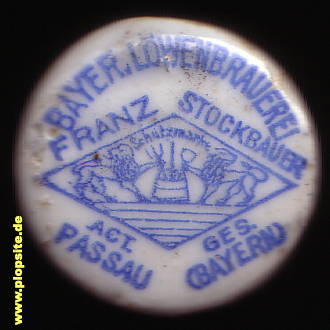 BAYER. LÖWENBRAUEREI
FRANZ STOCKBAUER
Schutzmarke
ACT. GES.
PASSAU (BAYERN)
www.plopsite.de